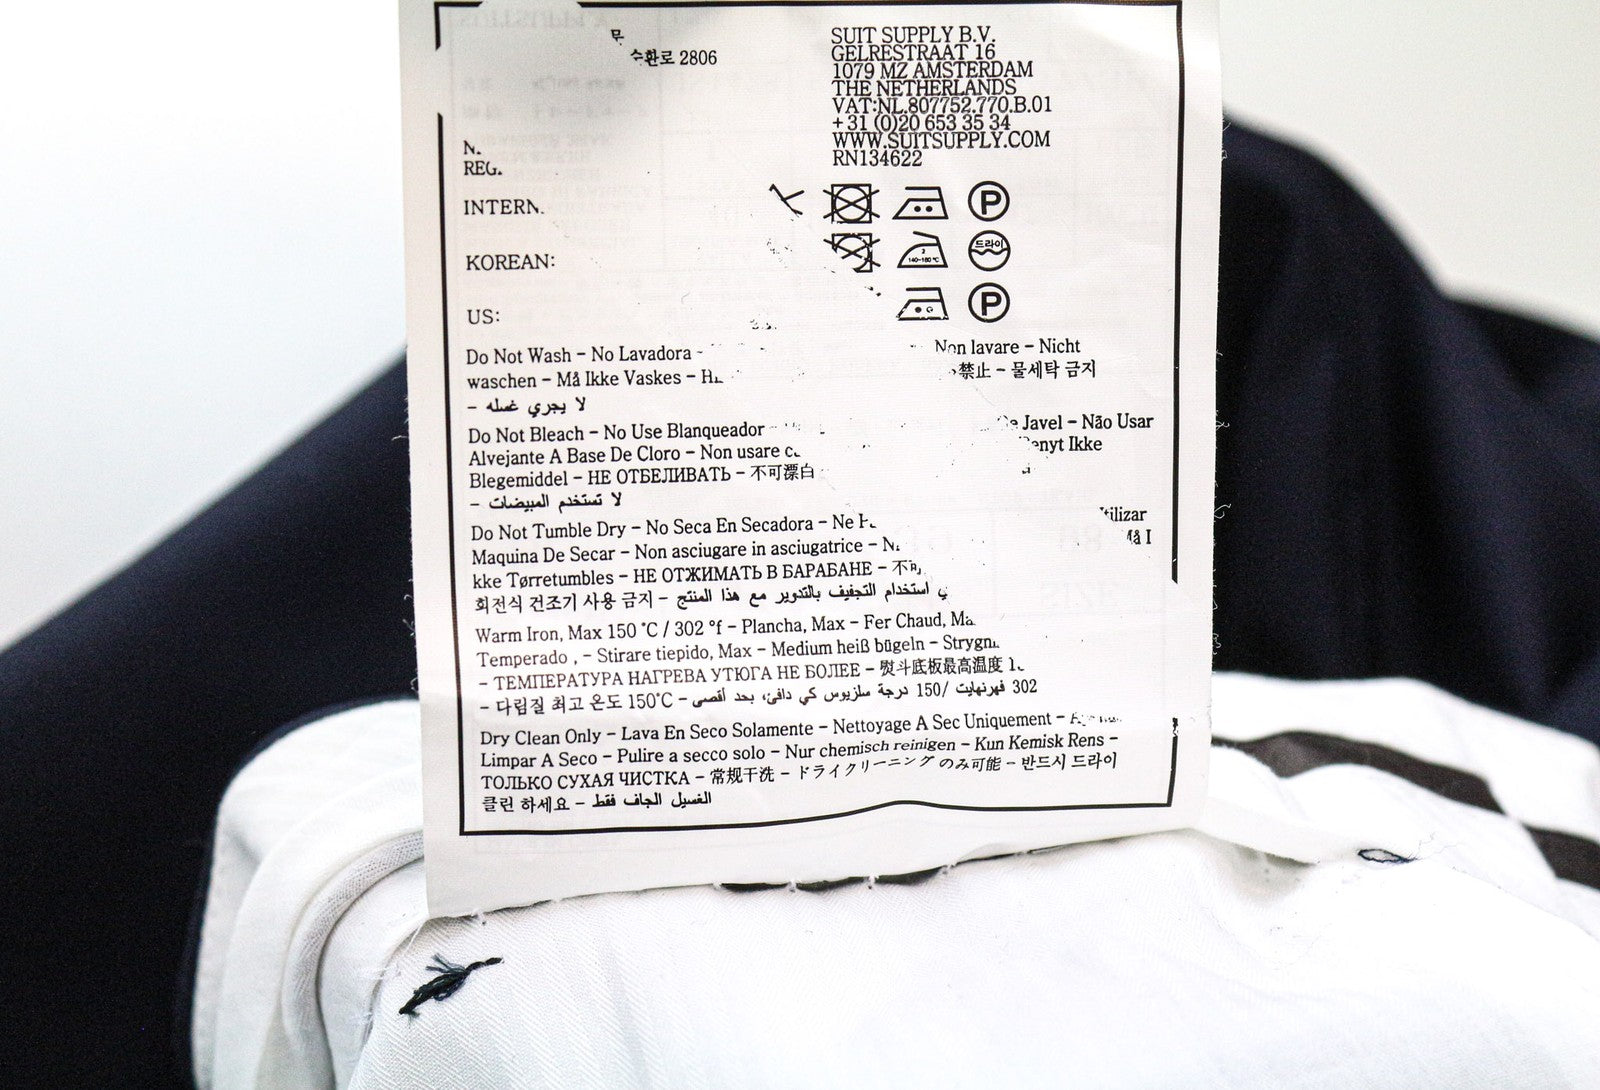 수환로 2806
SUIT SUPPLY B.V.
GELRESTRAAT 16
1079 MZ AMSTERDAM
THE NETHERLANDS
VAT:NL.807752.770.B.01
+31 (0)20 653 35 34
WWW.SUITSUPPLY.COM
RN134622
REG.
INTERN.
P
KOREAN:
140~160℃
드라이
US:
P
Do Not Wash – No Lavadora – Non lavare – Nicht
waschen – Må Ikke Vaskes – 禁止 – 물세탁 금지
– لا يجري غسله
Do Not Bleach – No Use Blanqueador – Javel – Não Usar
Alvejante A Base De Cloro – Non usare Benyt Ikke
Blegemiddel – НЕ ОТБЕЛИВАТЬ – 不可漂白
– لا تستخدم المبيضات
Do Not Tumble Dry – No Seca En Secadora – Ne Utilizar
Maquina De Secar – Non asciugare in asciugatrice – Må I
kke Tørretumbles – НЕ ОТЖИМАТЬ В БАРАБАНЕ – 不可
회전식 건조기 사용 금지 – استخدام التجفيف بالتدوير مع هذا المنتج
Warm Iron, Max 150 °C / 302 °f – Plancha, Max – Fer Chaud,
Temperado , – Stirare tiepido, Max – Medium heiß bügeln –
– ТЕМПЕРАТУРА НАГРЕВА УТЮГА НЕ БОЛЕЕ – 熨斗底板最高温度
– 다림질 최고 온도 150°C – درجة سلزيوس كي دافئ، بحد أقصى 150/ فهرنهايت 302
Dry Clean Only – Lava En Seco Solamente – Nettoyage A Sec Uniquement –
Limpar A Seco – Pulire a secco solo – Nur chemisch reinigen – Kun Kemisk Rens –
ТОЛЬКО СУХАЯ ЧИСТКА – 常规干洗 – ドライクリーニング のみ可能 – 반드시 드라이
클린 하세요 – الغسيل الجاف فقط